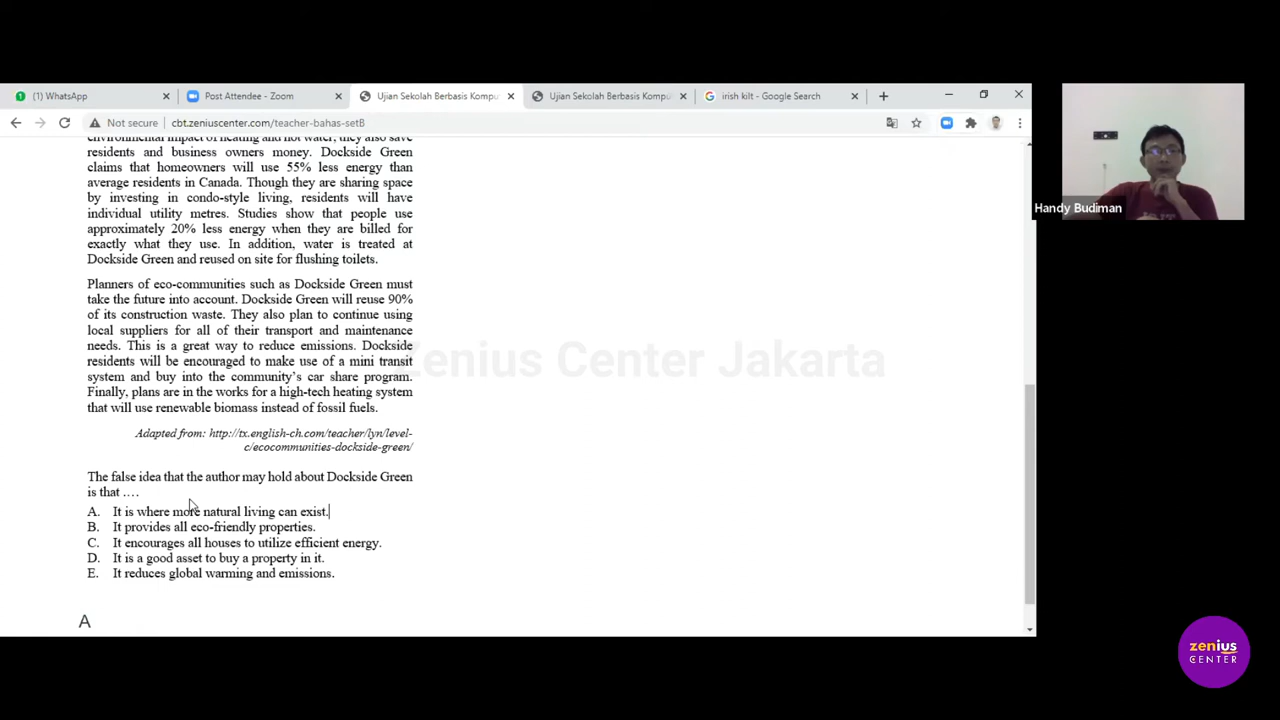 (1) WhatsApp
Post Attendee - Zoom
Ujian Sekolah Berbasis Kompu
Ujian Sekolah Berbasis Kompu
irish kilt - Google Search
Not secure
cbt.zeniuscenter.com/teacher-bahas-setB
environmental impact of heating and hot water, they also save
residents and business owners money. Dockside Green
claims that homeowners will use 55% less energy than
average residents in Canada. Though they are sharing space
by investing in condo-style living, residents will have
individual utility metres. Studies show that people use
approximately 20% less energy when they are billed for
exactly what they use. In addition, water is treated at
Dockside Green and reused on site for flushing toilets.
Planners of eco-communities such as Dockside Green must
take the future into account. Dockside Green will reuse 90%
of its construction waste. They also plan to continue using
local suppliers for all of their transport and maintenance
needs. This is a great way to reduce emissions. Dockside
residents will be encouraged to make use of a mini transit
system and buy into the community's car share program.
Finally, plans are in the works for a high-tech heating system
that will use renewable biomass instead of fossil fuels.
Adapted from: http://tx.english-ch.com/teacher/lyn/level-
c/ecocommunities-dockside-green/
The false idea that the author may hold about Dockside Green
is that ….
A. It is where more natural living can exist.
B. It provides all eco-friendly properties.
C. It encourages all houses to utilize efficient energy.
D. It is a good asset to buy a property in it.
E. It reduces global warming and emissions.
A
Zenius Center Jakarta
Handy Budiman
zenius
CENTER